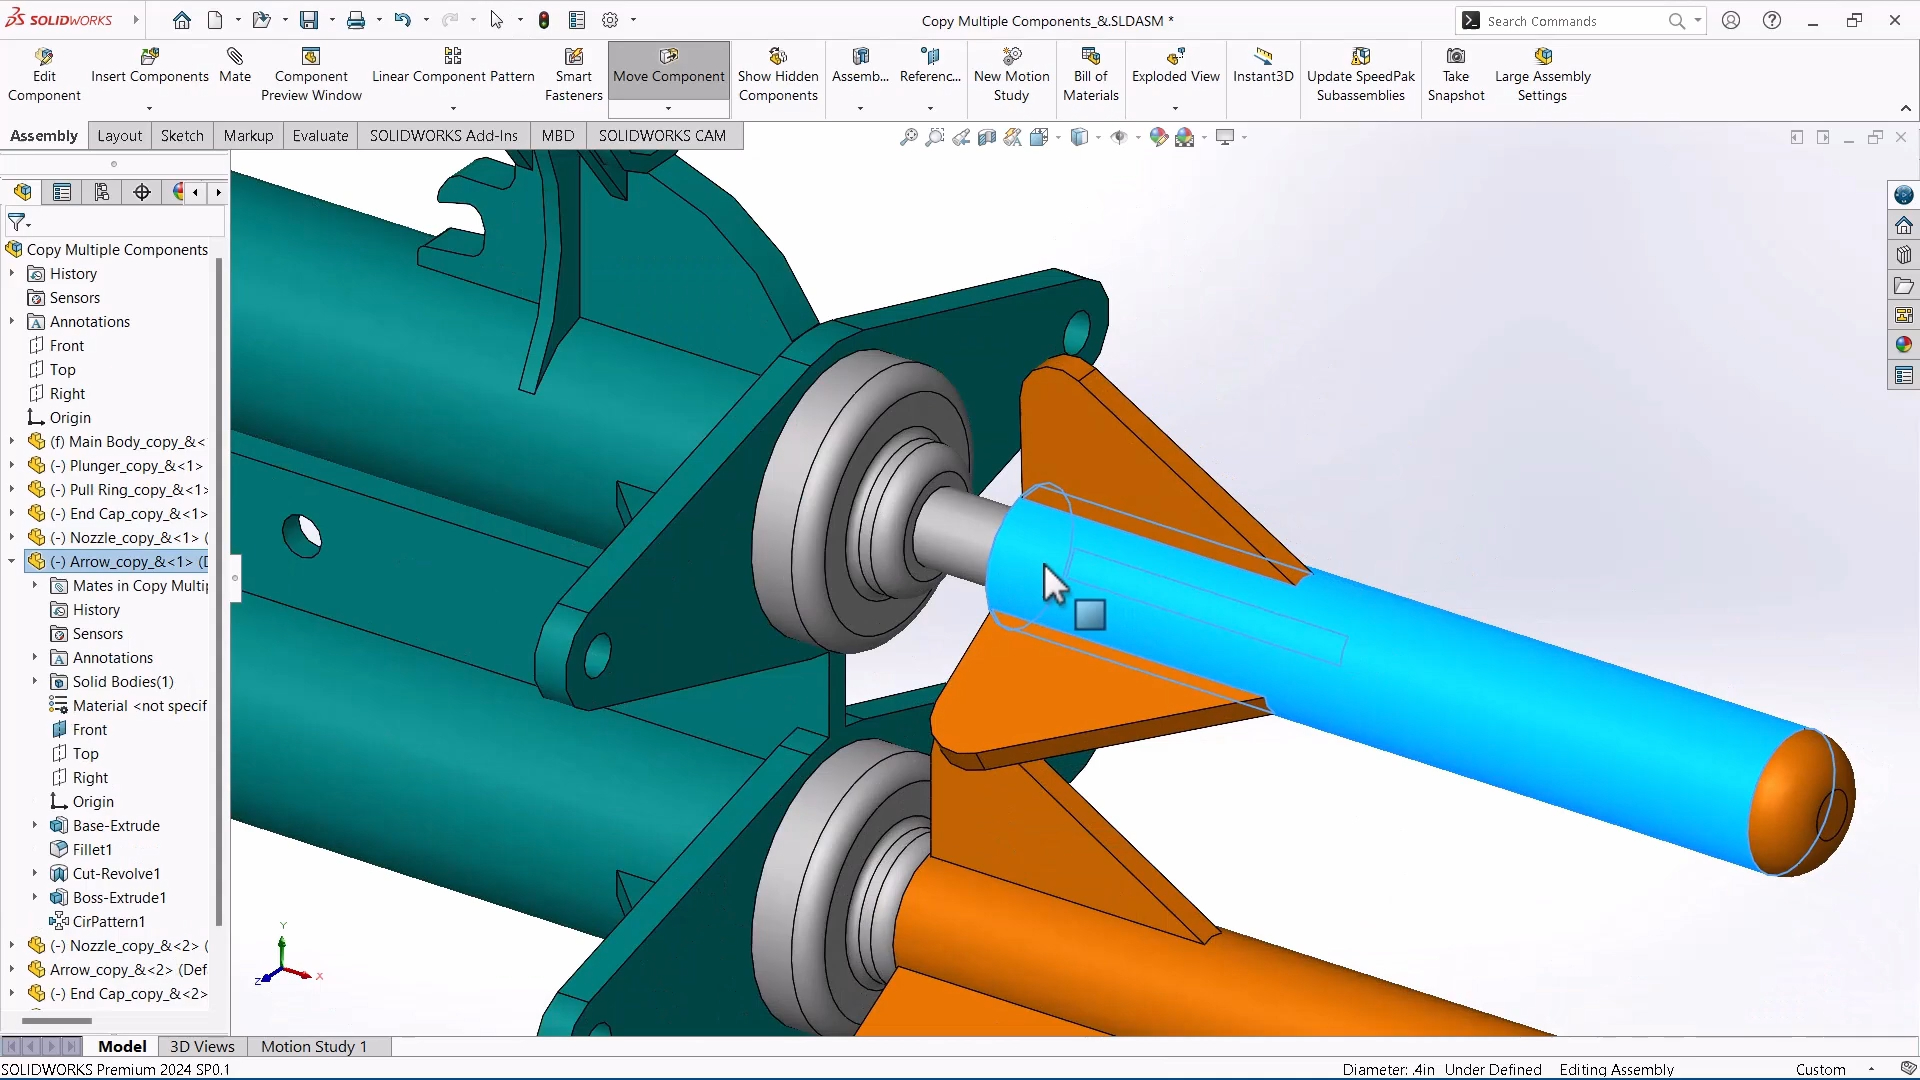 SOLIDWORKS
Copy Multiple Components_&.SLDASM *
Search Commands
Edit Component
Insert Components
Mate
Component Preview Window
Linear Component Pattern
Smart Fasteners
Move Component
Show Hidden Components
Assemb...
Referenc...
New Motion Study
Bill of Materials
Exploded View
Instant3D
Update SpeedPak Subassemblies
Take Snapshot
Large Assembly Settings
Assembly
Layout
Sketch
Markup
Evaluate
SOLIDWORKS Add-Ins
MBD
SOLIDWORKS CAM
Copy Multiple Components
History
Sensors
Annotations
Front
Top
Right
Origin
(f) Main Body_copy_&<
(-) Plunger_copy_&<1>
(-) Pull Ring_copy_&<1>
(-) End Cap_copy_&<1>
(-) Nozzle_copy_&<1> (
(-) Arrow_copy_&<1> (D
Mates in Copy Multip
History
Sensors
Annotations
Solid Bodies(1)
Material <not specif
Front
Top
Right
Origin
Base-Extrude
Fillet1
Cut-Revolve1
Boss-Extrude1
CirPattern1
(-) Nozzle_copy_&<2> (
Arrow_copy_&<2> (Def
(-) End Cap_copy_&<2>
Y
X
Z
Model
3D Views
Motion Study 1
SOLIDWORKS Premium 2024 SP0.1
Diameter: .4in Under Defined Editing Assembly Custom